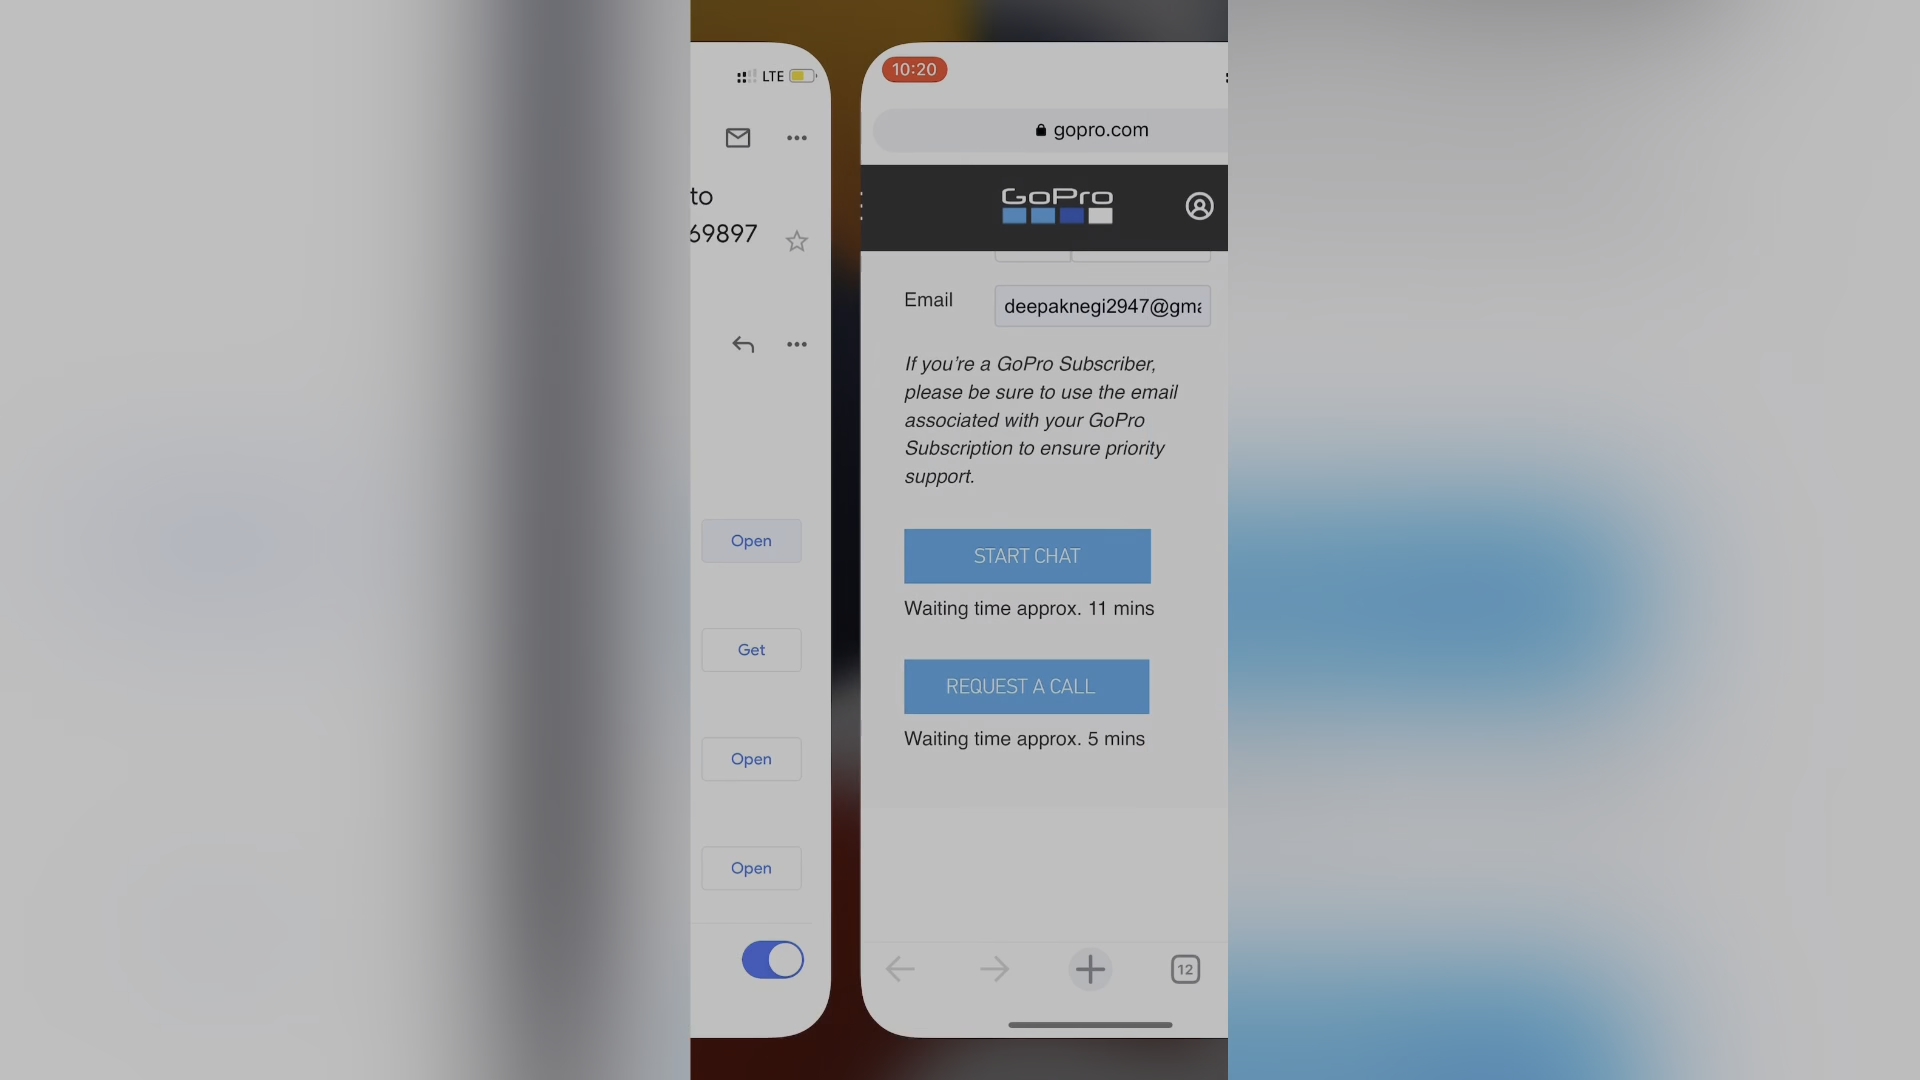 LTE
to
69897
Open
Get
Open
Open
10:20
gopro.com
GoPro
Email
deepaknegi2947@gma
If you’re a GoPro Subscriber,
please be sure to use the email
associated with your GoPro
Subscription to ensure priority
support.
START CHAT
Waiting time approx. 11 mins
REQUEST A CALL
Waiting time approx. 5 mins
12